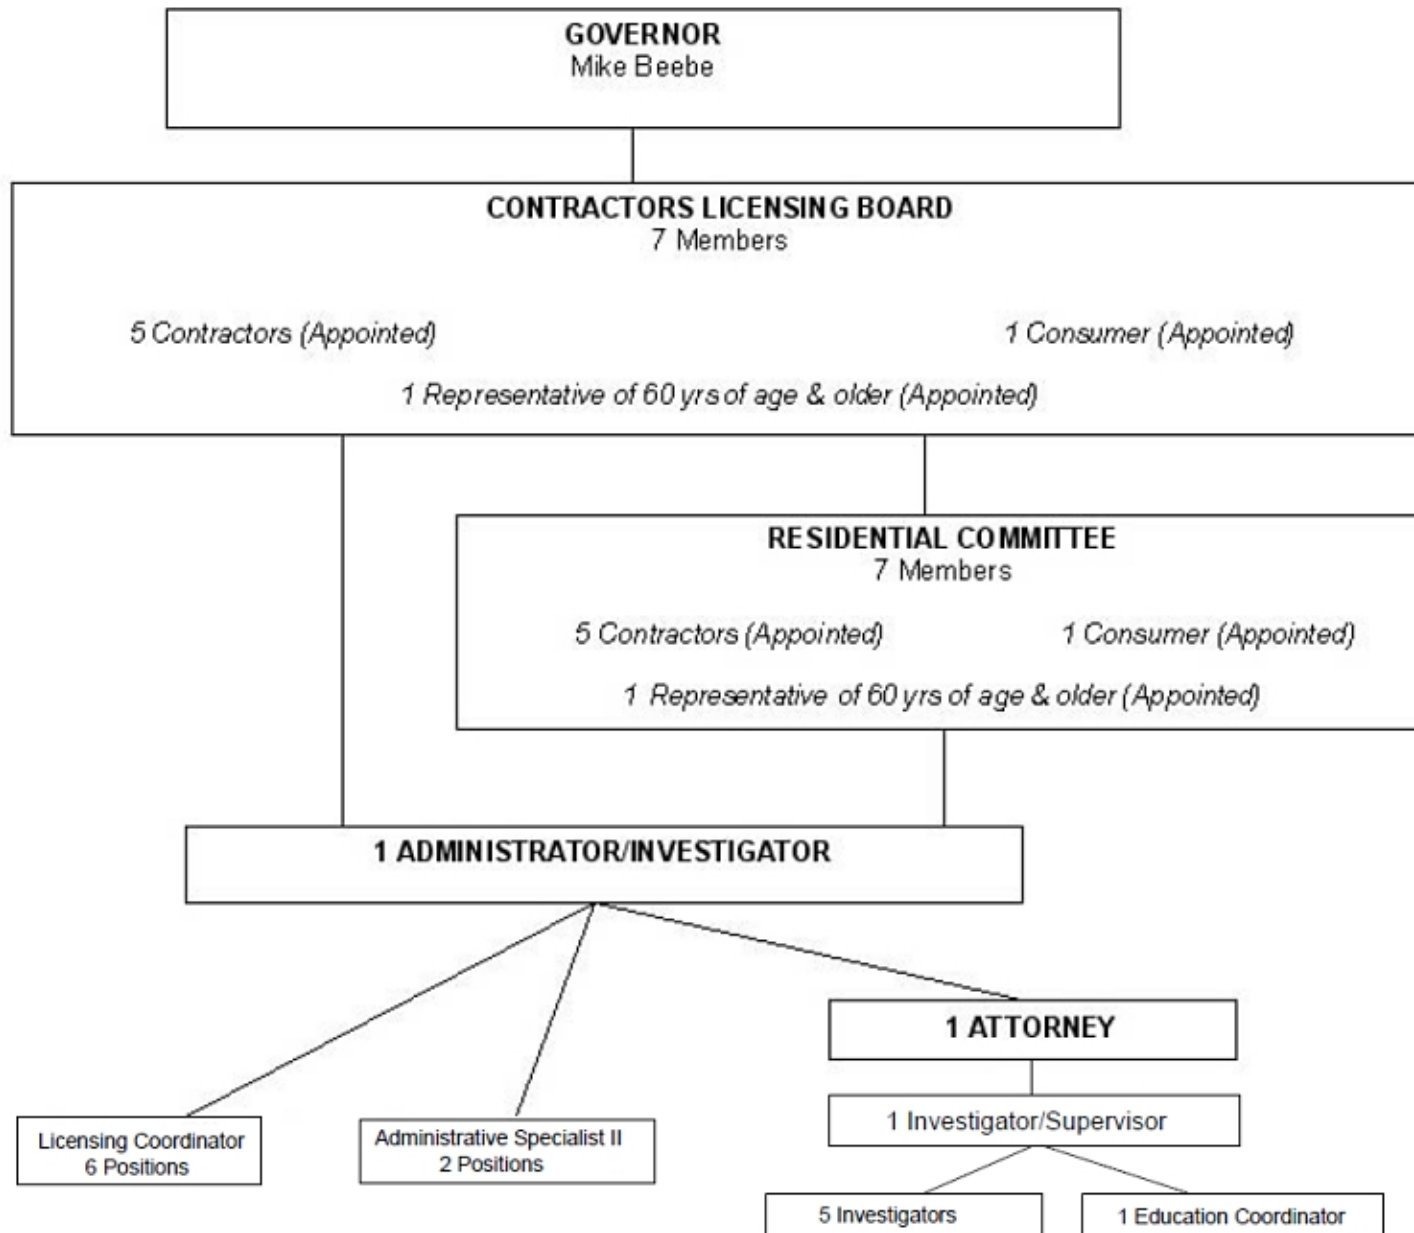 GOVERNOR
Mike Beebe
CONTRACTORS LICENSING BOARD
7 Members
5 Contractors (Appointed)
1 Consumer (Appointed)
1 Representative of 60 yrs of age & older (Appointed)
RESIDENTIAL COMMITTEE
7 Members
5 Contractors (Appointed)
1 Consumer (Appointed)
1 Representative of 60 yrs of age & older (Appointed)
1 ADMINISTRATOR/INVESTIGATOR
1 ATTORNEY
1 Investigator/Supervisor
Licensing Coordinator
6 Positions
Administrative Specialist II
2 Positions
5 Investigators
1 Education Coordinator